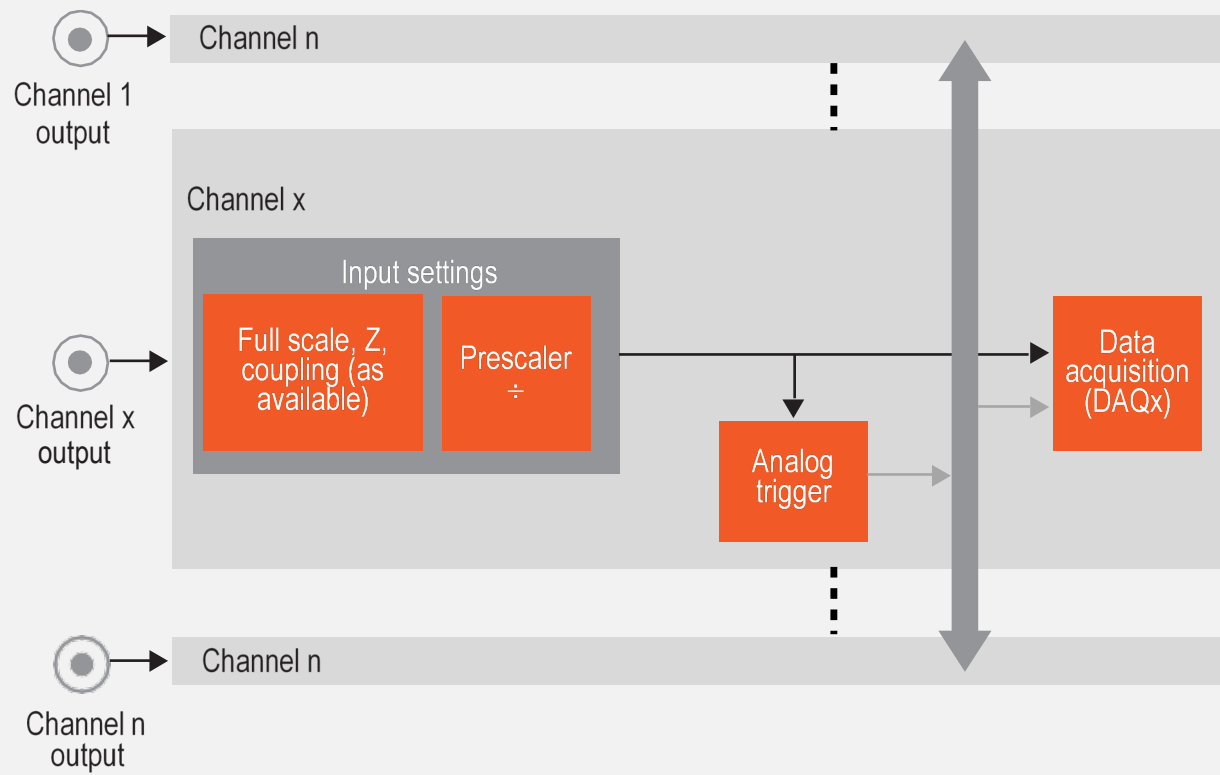 Channel n
Channel 1
output
Channel x
Input settings
Full scale, Z,
coupling (as
available)
Prescaler
÷
Data
acquisition
(DAQx)
Channel x
output
Analog
trigger
Channel n
Channel n
output